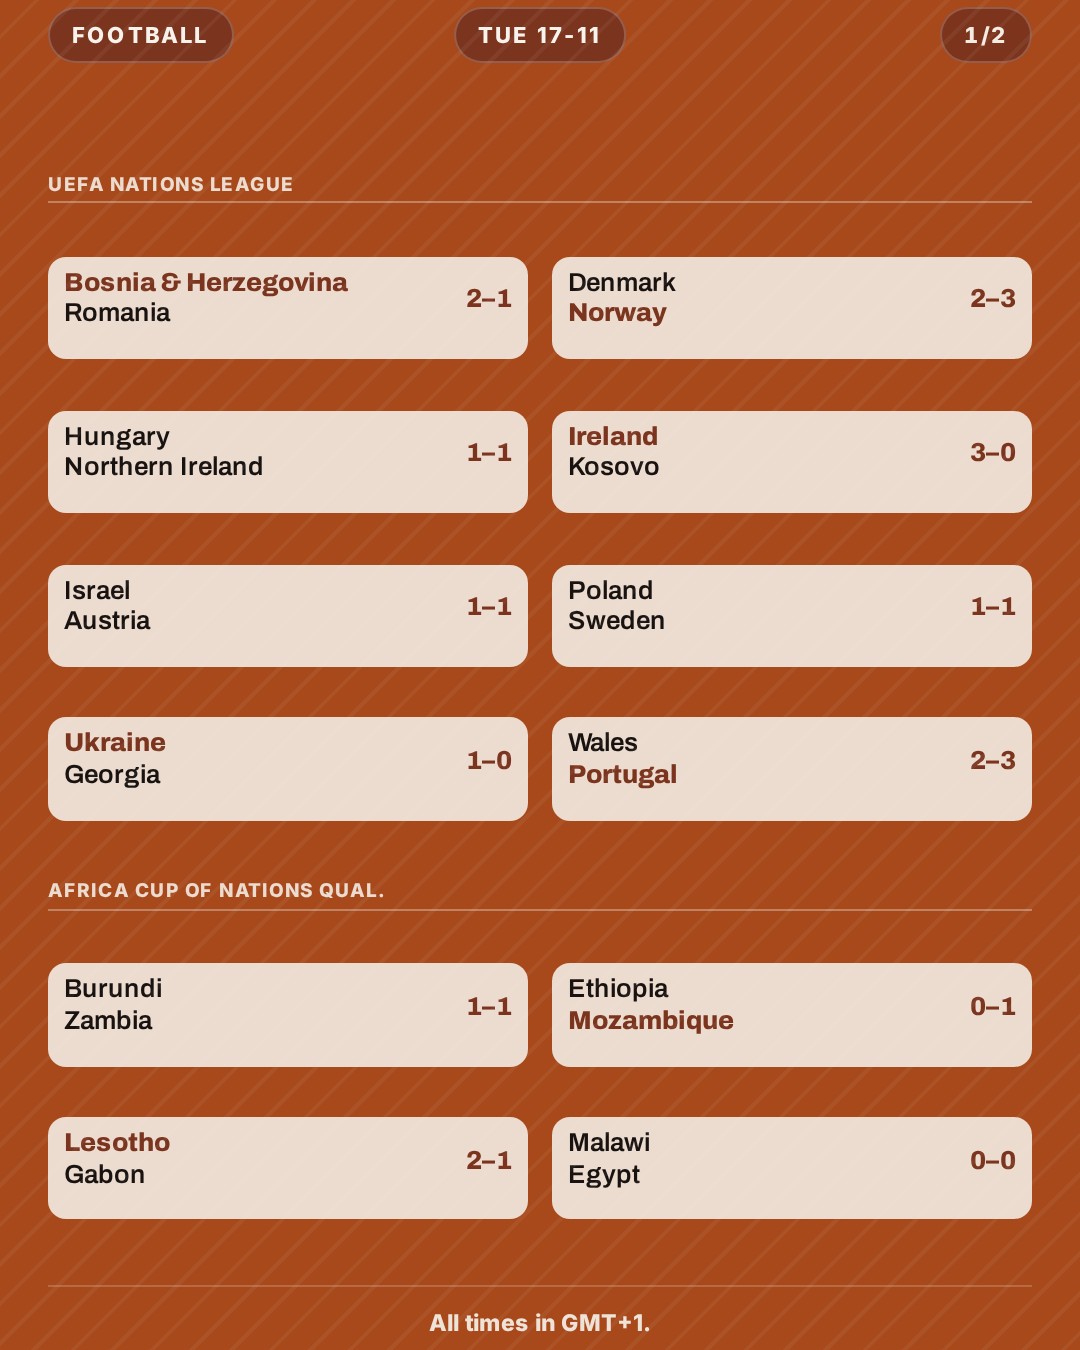 FOOTBALL
TUE 17-11
1/2
UEFA NATIONS LEAGUE
Bosnia & Herzegovina
Romania
2–1
Denmark
Norway
2–3
Hungary
Northern Ireland
1–1
Ireland
Kosovo
3–0
Israel
Austria
1–1
Poland
Sweden
1–1
Ukraine
Georgia
1–0
Wales
Portugal
2–3
AFRICA CUP OF NATIONS QUAL.
Burundi
Zambia
1–1
Ethiopia
Mozambique
0–1
Lesotho
Gabon
2–1
Malawi
Egypt
0–0
All times in GMT+1.